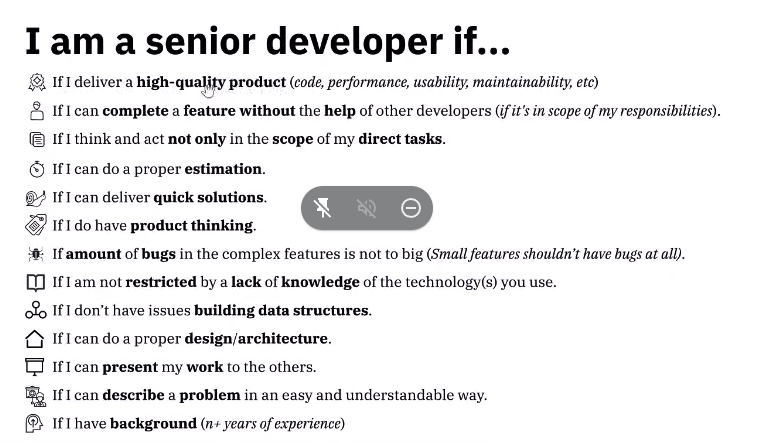 I am a senior developer if...
If I deliver a high-quality product (code, performance, usability, maintainability, etc)
If I can complete a feature without the help of other developers (if it's in scope of my responsibilities).
If I think and act not only in the scope of my direct tasks.
If I can do a proper estimation.
If I can deliver quick solutions.
If I do have product thinking.
If amount of bugs in the complex features is not to big (Small features shouldn't have bugs at all).
If I am not restricted by a lack of knowledge of the technology(s) you use.
If I don't have issues building data structures.
If I can do a proper design/architecture.
If I can present my work to the others.
If I can describe a problem in an easy and understandable way.
If I have background (n+ years of experience)